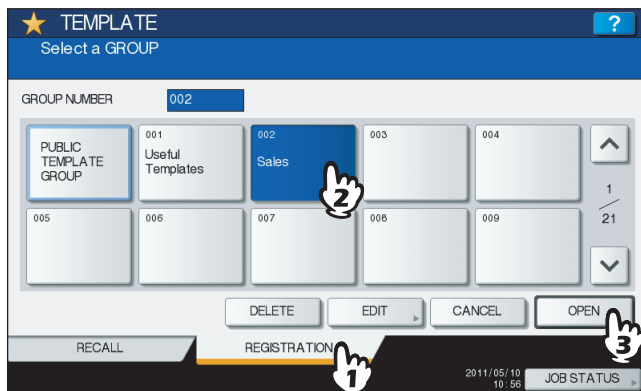 TEMPLATE
?
Select a GROUP
GROUP NUMBER 002
PUBLIC
TEMPLATE
GROUP
001
Useful
Templates
002
Sales
003
004
1
21
005
006
007
008
009
2
DELETE
EDIT
CANCEL
OPEN
3
RECALL
REGISTRATION
1
2011/05/10
10:56
JOB STATUS